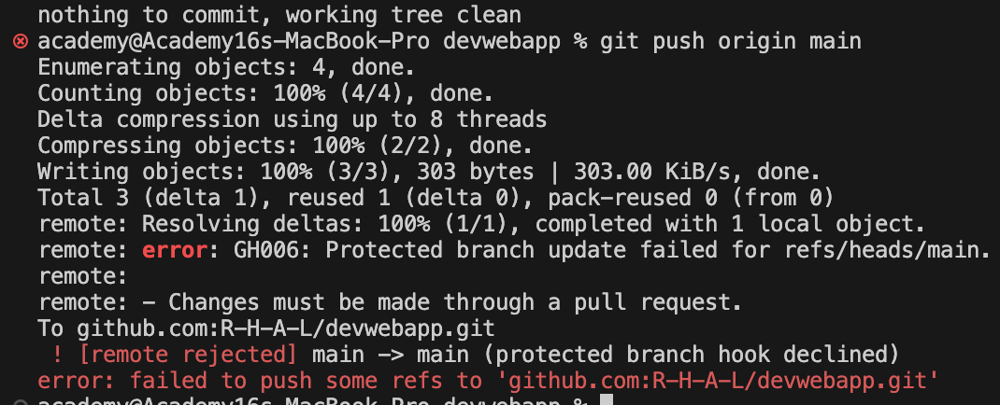 nothing to commit, working tree clean
academy@Academy16s-MacBook-Pro devwebapp % git push origin main
Enumerating objects: 4, done.
Counting objects: 100% (4/4), done.
Delta compression using up to 8 threads
Compressing objects: 100% (2/2), done.
Writing objects: 100% (3/3), 303 bytes | 303.00 KiB/s, done.
Total 3 (delta 1), reused 1 (delta 0), pack-reused 0 (from 0)
remote: Resolving deltas: 100% (1/1), completed with 1 local object.
remote: error: GH006: Protected branch update failed for refs/heads/main.
remote:
remote: - Changes must be made through a pull request.
To github.com:R-H-A-L/devwebapp.git
 ! [remote rejected] main -> main (protected branch hook declined)
error: failed to push some refs to 'github.com:R-H-A-L/devwebapp.git'
academy@Academy16s-MacBook-Pro devwebapp %